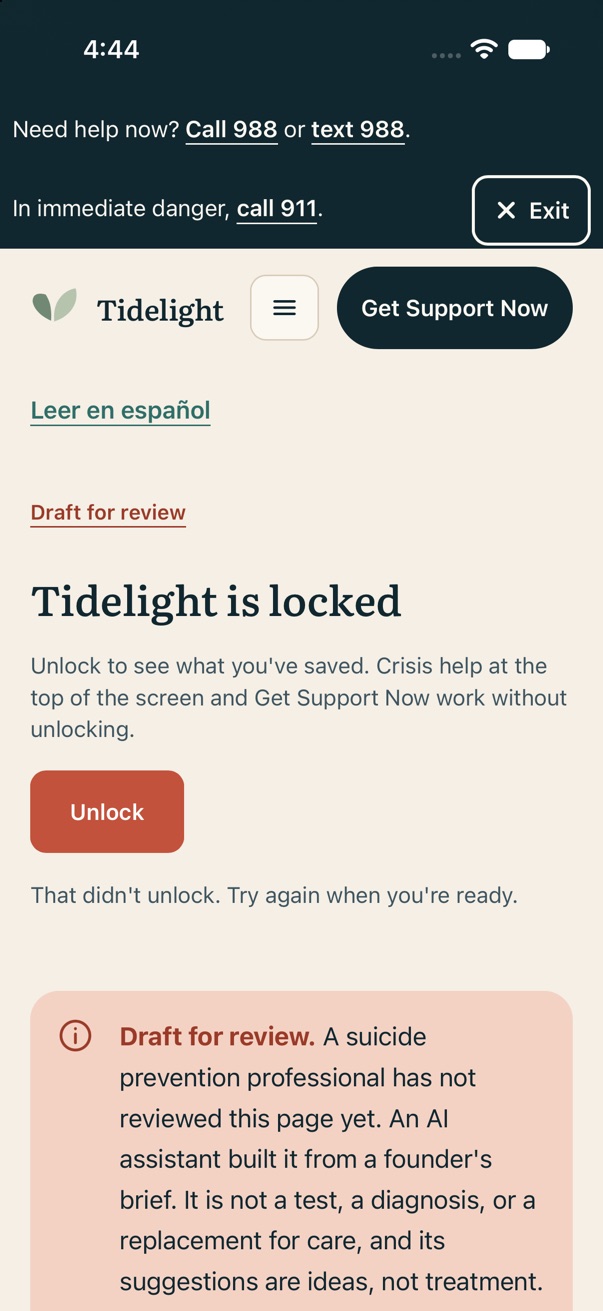 4:44
Need help now? Call 988 or text 988.
In immediate danger, call 911.
Exit
Tidelight
Get Support Now
Leer en español
Draft for review
Tidelight is locked
Unlock to see what you've saved. Crisis help at the
top of the screen and Get Support Now work without
unlocking.
Unlock
That didn't unlock. Try again when you're ready.
Draft for review. A suicide
prevention professional has not
reviewed this page yet. An AI
assistant built it from a founder's
brief. It is not a test, a diagnosis, or a
replacement for care, and its
suggestions are ideas, not treatment.